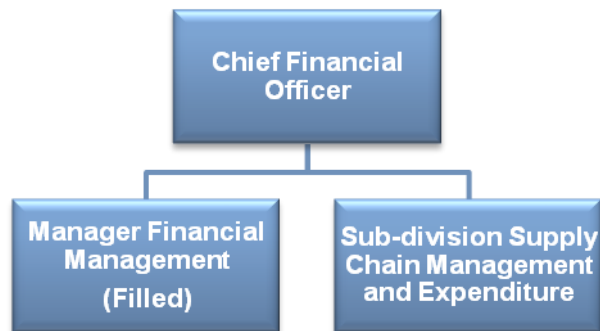 Chief Financial
Officer
Manager Financial
Management
(Filled)
Sub-division Supply
Chain Management
and Expenditure